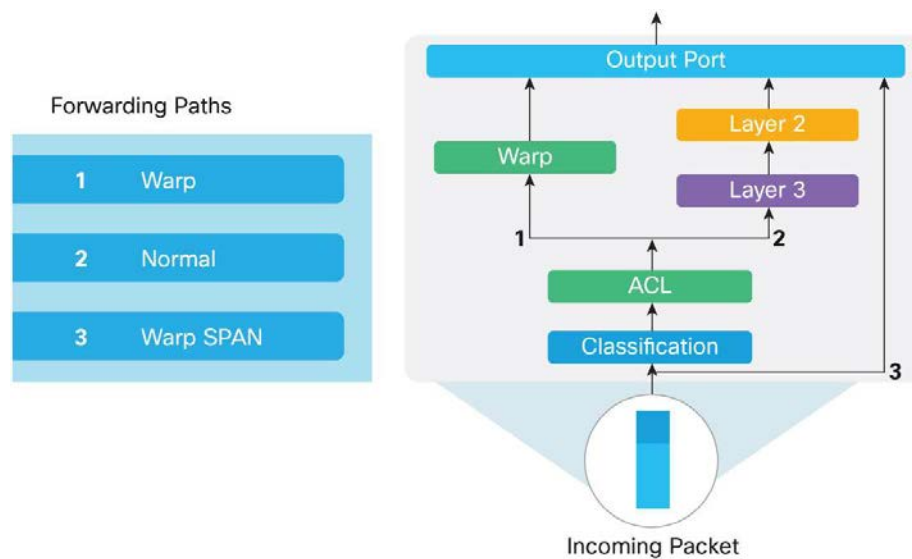 Forwarding Paths
1 Warp
2 Normal
3 Warp SPAN
Output Port
Layer 2
Warp
Layer 3
1
2
ACL
Classification
3
Incoming Packet